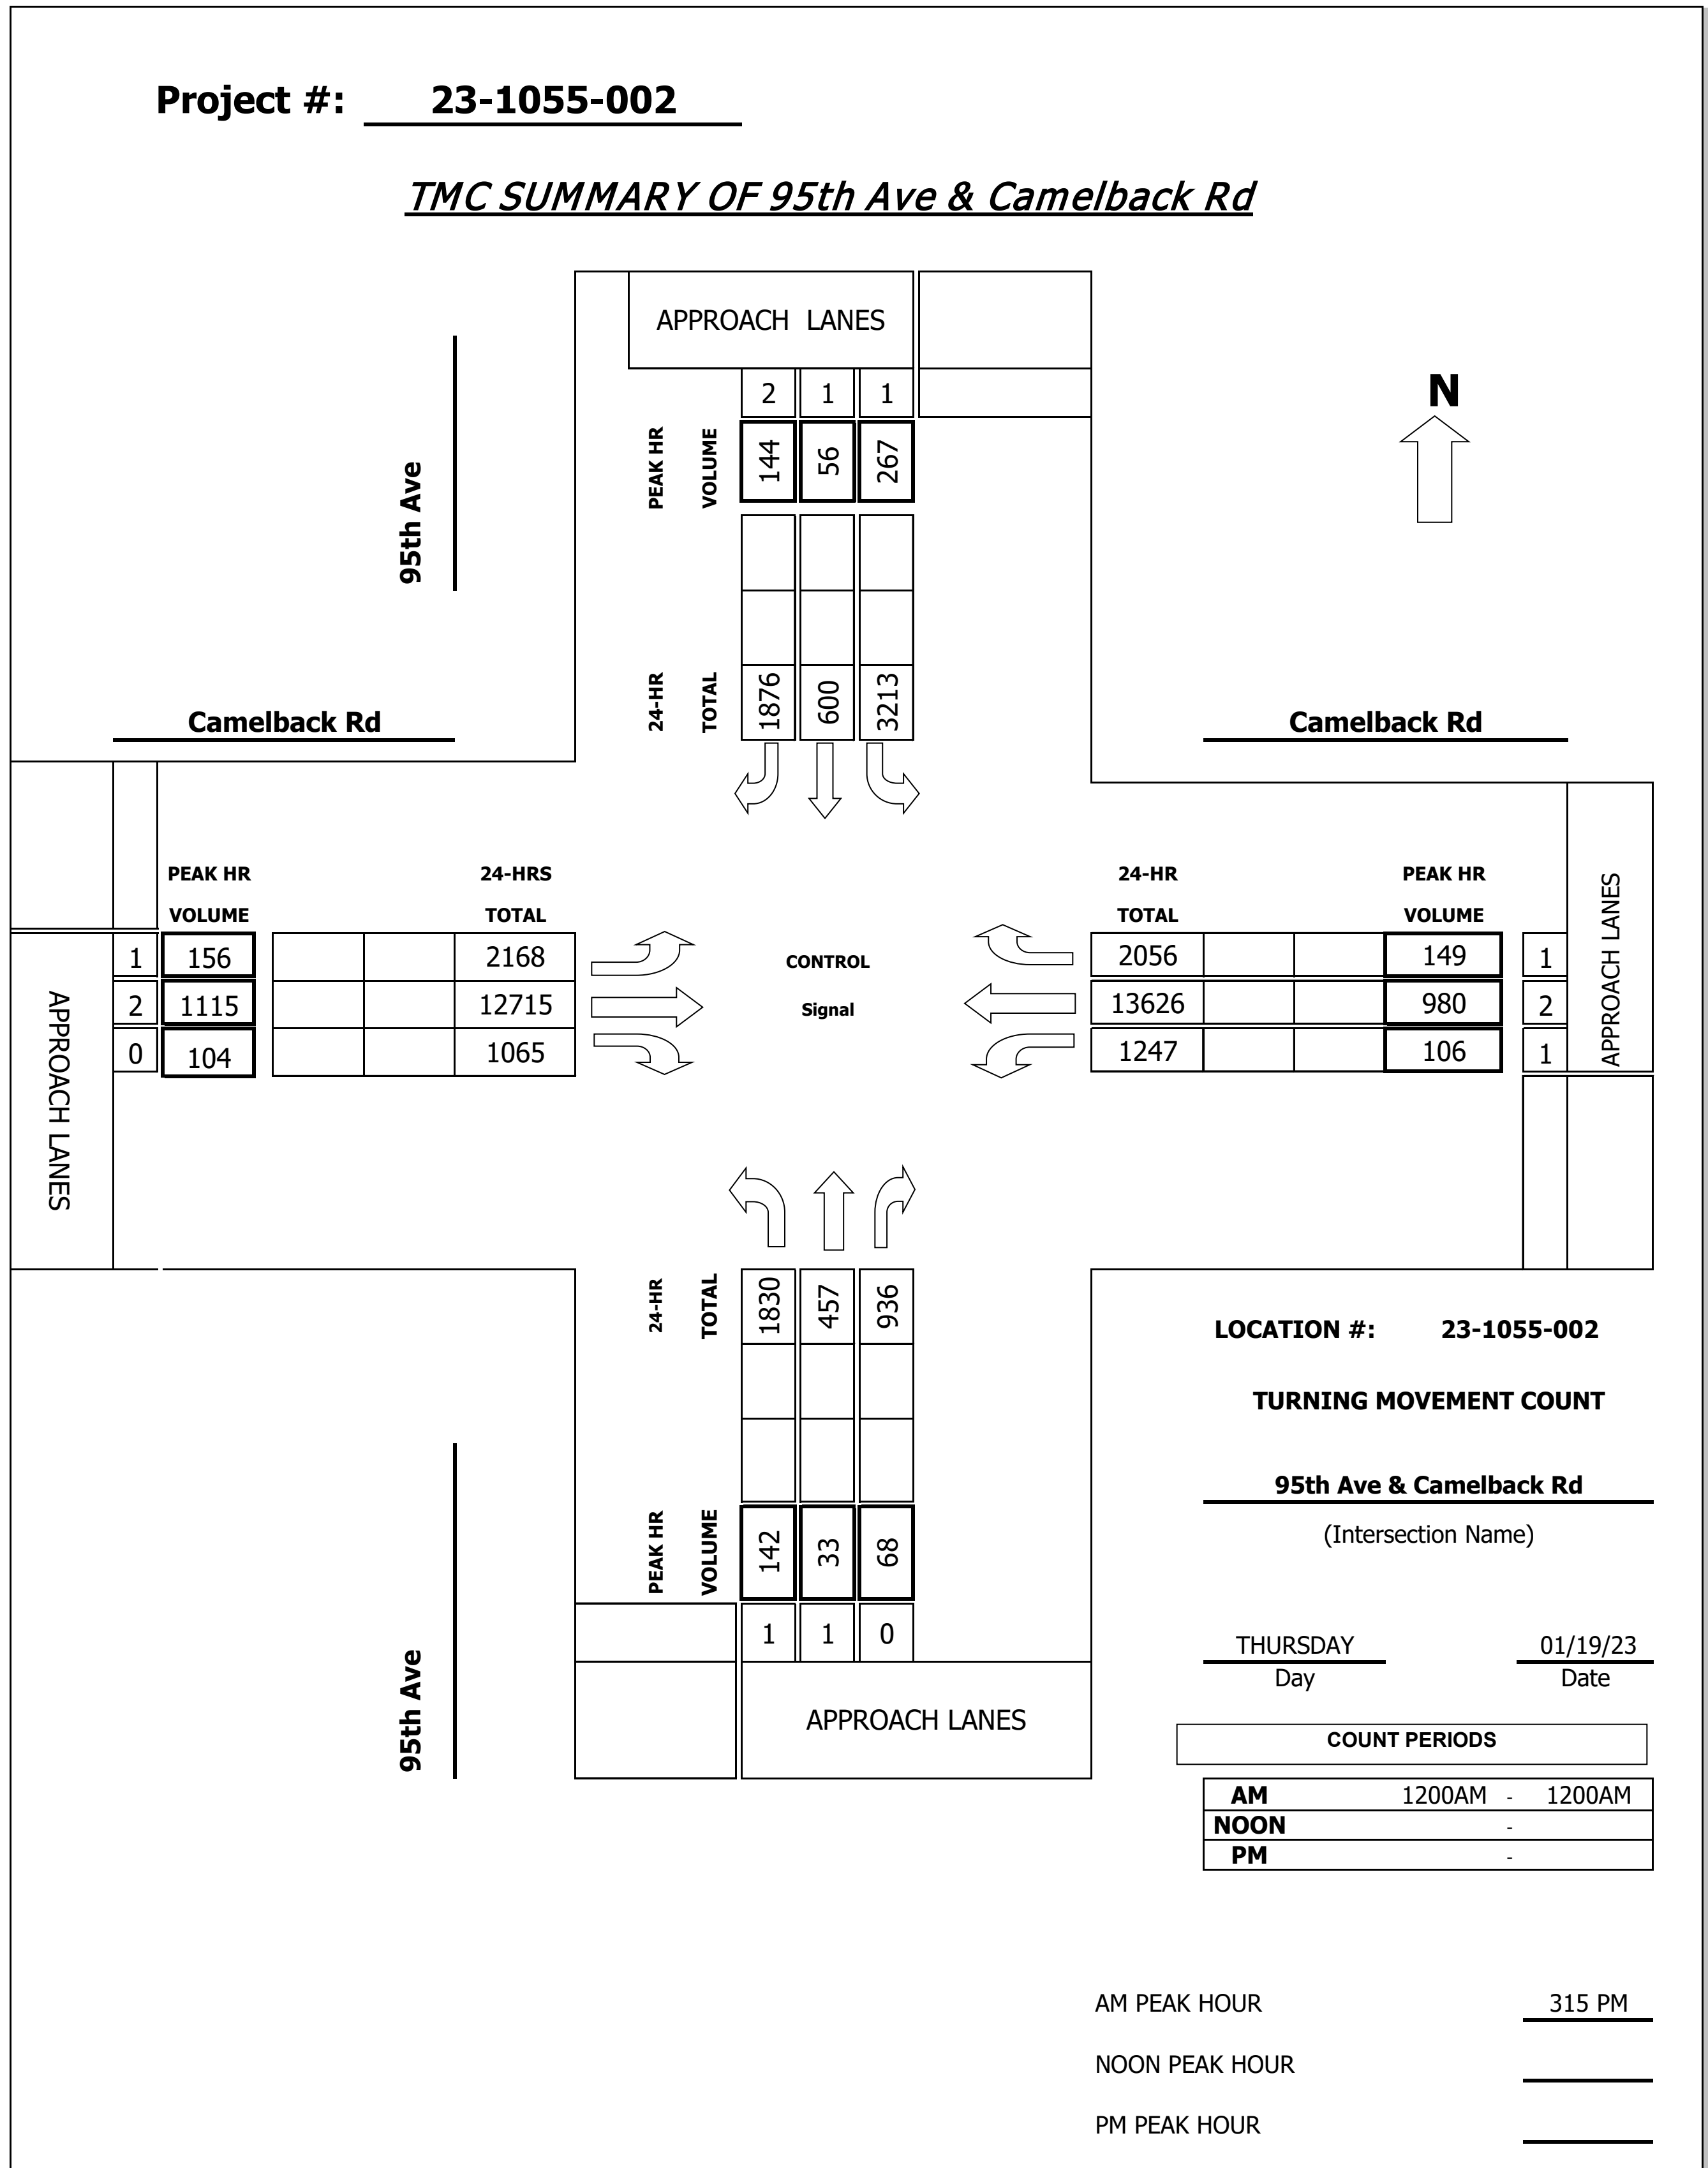 Project #: 23-1055-002
TMC SUMMARY OF 95th Ave & Camelback Rd
APPROACH LANES
2 1 1
PEAK HR
VOLUME
144 56 267
N
95th Ave
24-HR
TOTAL
1876 600 3213
Camelback Rd
Camelback Rd
PEAK HR 24-HRS
VOLUME TOTAL
24-HR PEAK HR
TOTAL VOLUME
APPROACH LANES
1 156 2168
2 1115 12715
0 104 1065
CONTROL
Signal
2056 149 1
13626 980 2
1247 106 1
APPROACH LANES
24-HR
TOTAL
1830 457 936
PEAK HR
VOLUME
142 33 68
1 1 0
APPROACH LANES
95th Ave
LOCATION #: 23-1055-002
TURNING MOVEMENT COUNT
95th Ave & Camelback Rd
(Intersection Name)
THURSDAY 01/19/23
Day Date
COUNT PERIODS
AM 1200AM - 1200AM
NOON -
PM -
AM PEAK HOUR 315 PM
NOON PEAK HOUR
PM PEAK HOUR